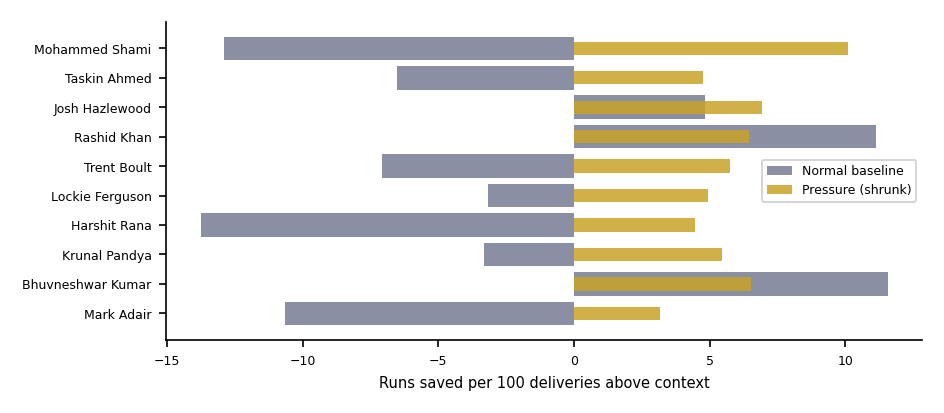 Mohammed Shami
Taskin Ahmed
Josh Hazlewood
Rashid Khan
Trent Boult
Lockie Ferguson
Harshit Rana
Krunal Pandya
Bhuvneshwar Kumar
Mark Adair
Normal baseline
Pressure (shrunk)
−15 −10 −5 0 5 10
Runs saved per 100 deliveries above context